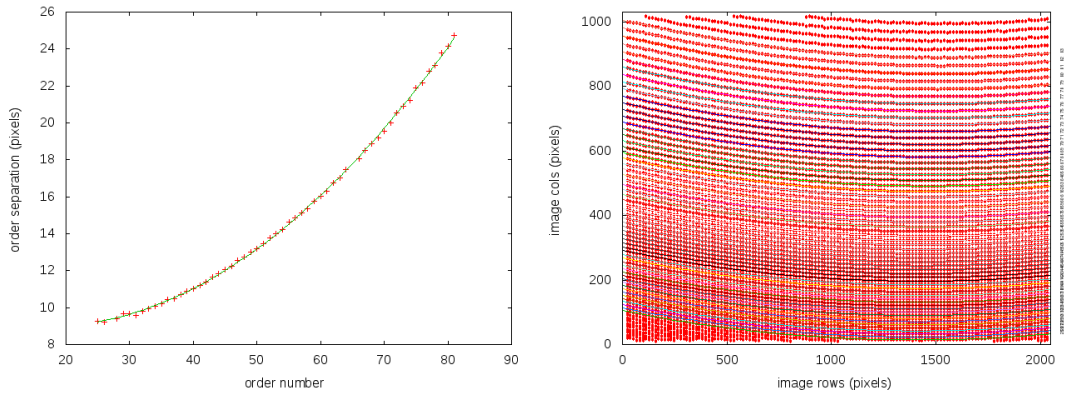 order separation (pixels)
26
24
22
20
18
16
14
12
10
8
20 30 40 50 60 70 80 90
order number
image cols (pixels)
1000
800
600
400
200
0
0 500 1000 1500 2000
image rows (pixels)